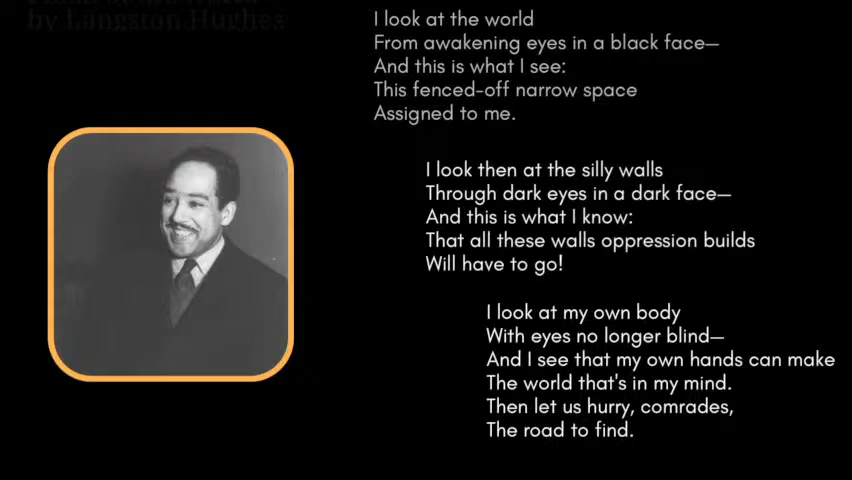 by Langston Hughes
I look at the world
From awakening eyes in a black face—
And this is what I see:
This fenced-off narrow space
Assigned to me.
I look then at the silly walls
Through dark eyes in a dark face—
And this is what I know:
That all these walls oppression builds
Will have to go!
I look at my own body
With eyes no longer blind—
And I see that my own hands can make
The world that's in my mind.
Then let us hurry, comrades,
The road to find.